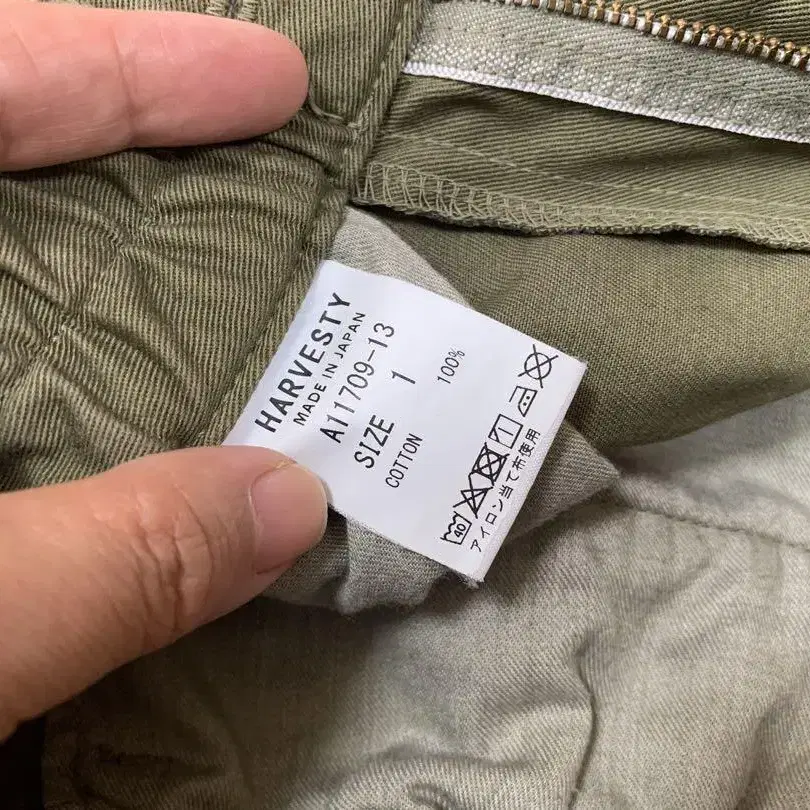 HARVESTY
MADE IN JAPAN
A11709-13
SIZE 1
COTTON 100%
40
アイロン当て布使用